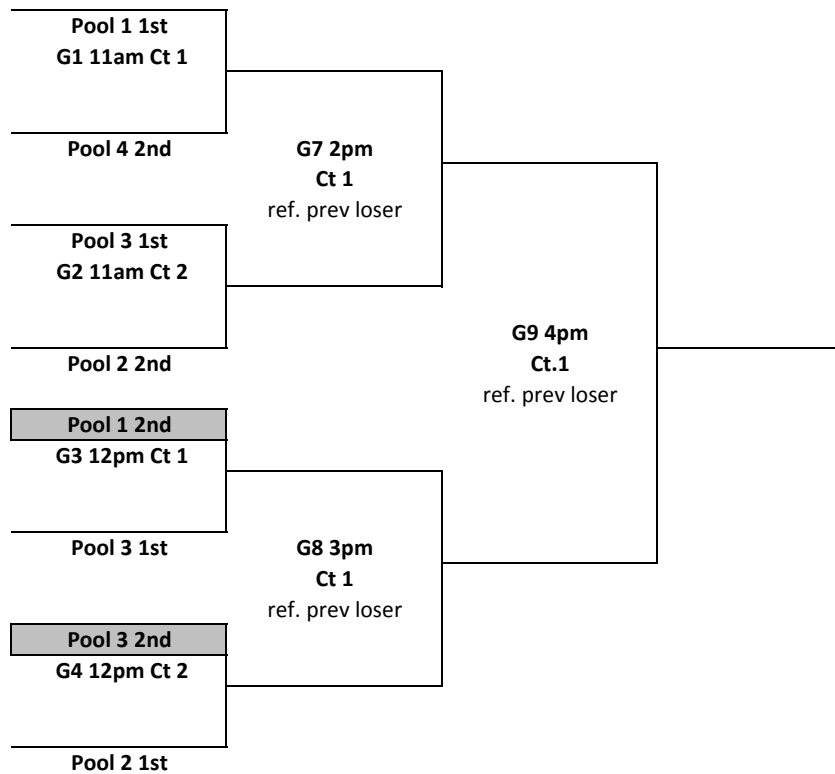 Pool 1 1st
G1 11am Ct 1
Pool 4 2nd
G7 2pm
Ct 1
ref. prev loser
Pool 3 1st
G2 11am Ct 2
Pool 2 2nd
G9 4pm
Ct.1
ref. prev loser
Pool 1 2nd
G3 12pm Ct 1
Pool 3 1st
G8 3pm
Ct 1
ref. prev loser
Pool 3 2nd
G4 12pm Ct 2
Pool 2 1st